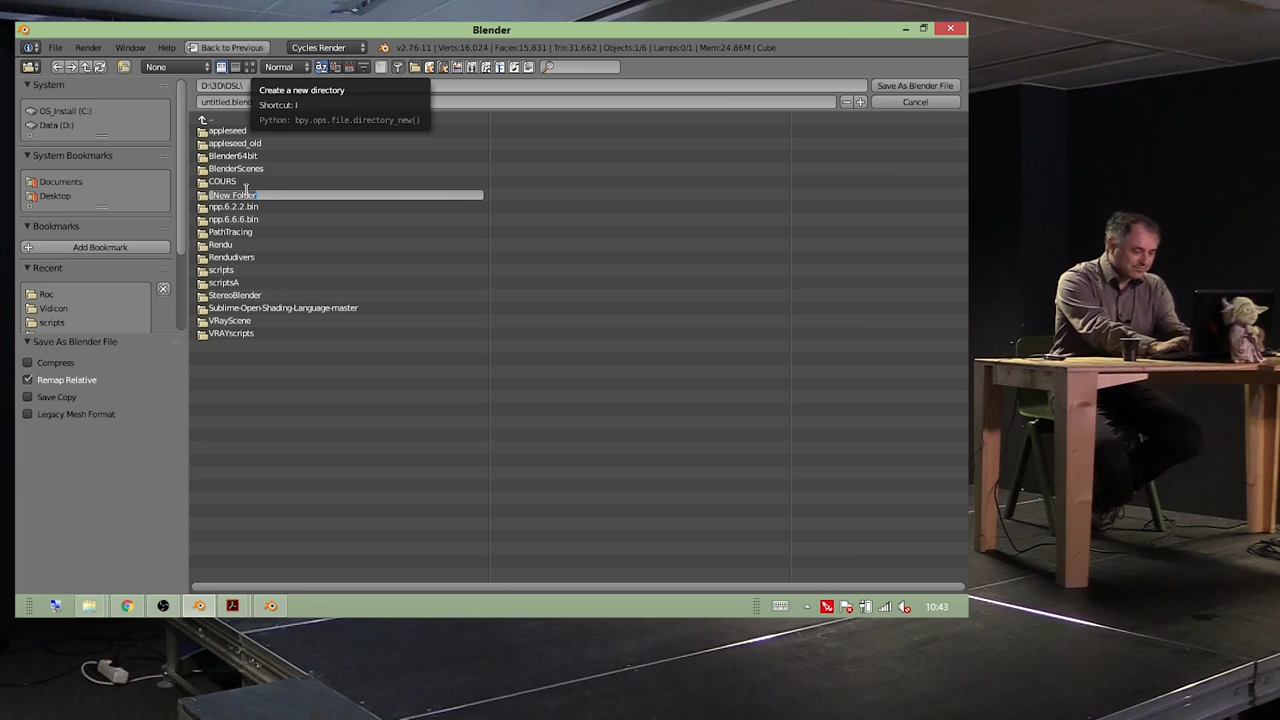 Blender
File Render Window Help Back to Previous Cycles Render v2.76.11 | Verts:16,024 | Faces:15,831 | Tris:31,662 | Objects:1/6 | Lamps:0/1 | Mem:24.86M | Cube
None Normal
System
OS_Install (C:)
Data (D:)
System Bookmarks
Documents
Desktop
Bookmarks
Add Bookmark
Recent
Roc
Vidicon
scripts
Save As Blender File
Compress
Remap Relative
Save Copy
Legacy Mesh Format
D:\3D\OSL\
Save As Blender File
Cancel
Create a new directory
Shortcut: I
Python: bpy.ops.file.directory_new()
..
appleseed
appleseed_old
Blender64bit
BlenderScenes
COURS
New Folder
npp.6.2.2.bin
npp.6.6.6.bin
PathTracing
Rendu
Rendudivers
scripts
scriptsA
StereoBlender
Sublime-Open-Shading-Language-master
VRayScene
VRAYscripts
10:43